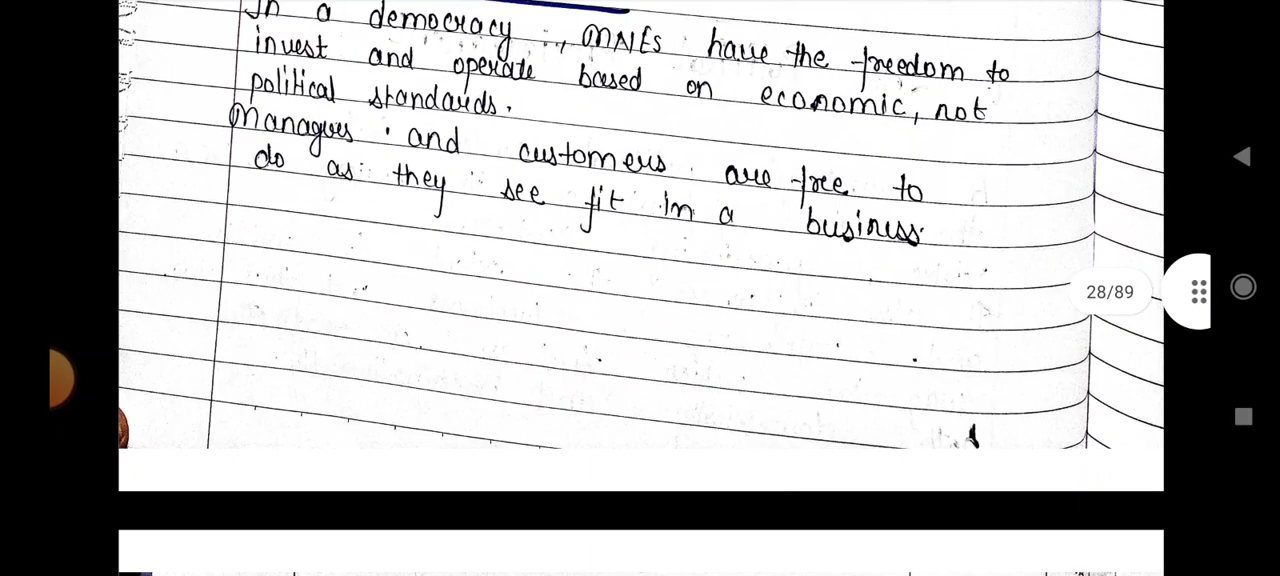 In a democracy, MNEs have the freedom to
invest and operate based on economic, not
political standards.
Managers and customers are free to
do as they see fit in a business.
28/89